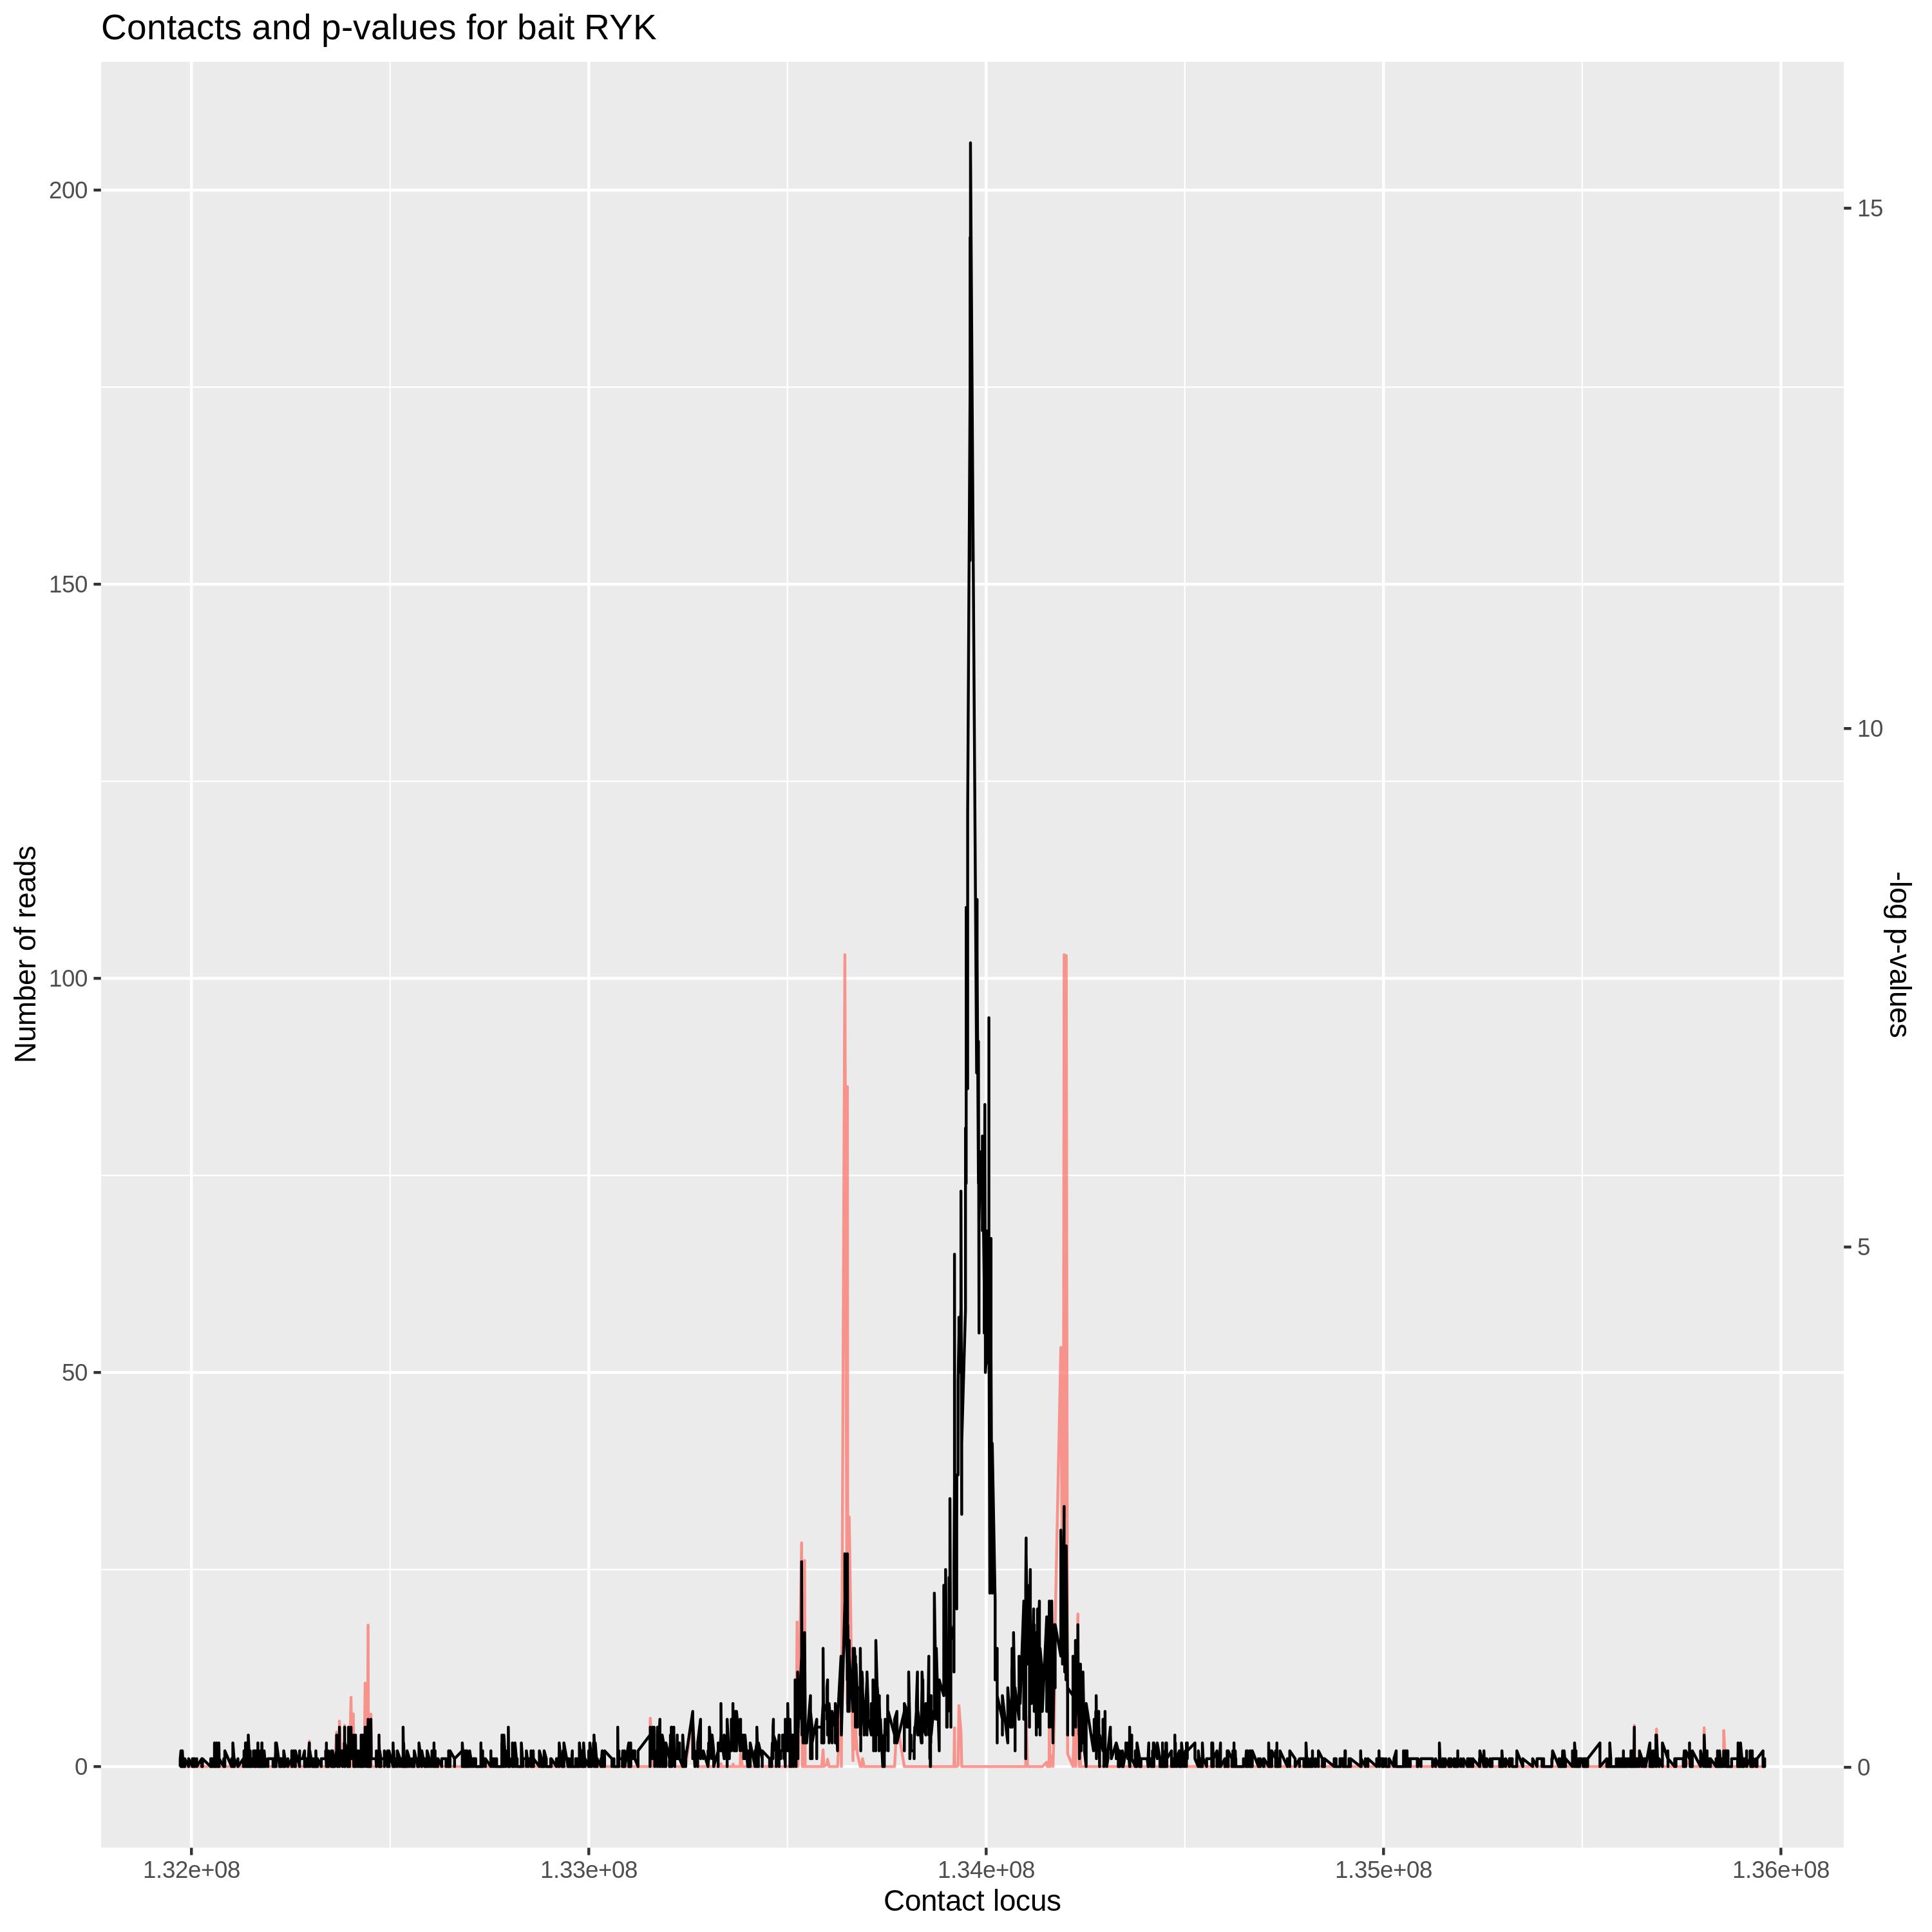 Contacts and p-values for bait RYK
200
150
100
50
0
Number of reads
15
10
5
0
-log p-values
1.32e+08
1.33e+08
1.34e+08
1.35e+08
1.36e+08
Contact locus